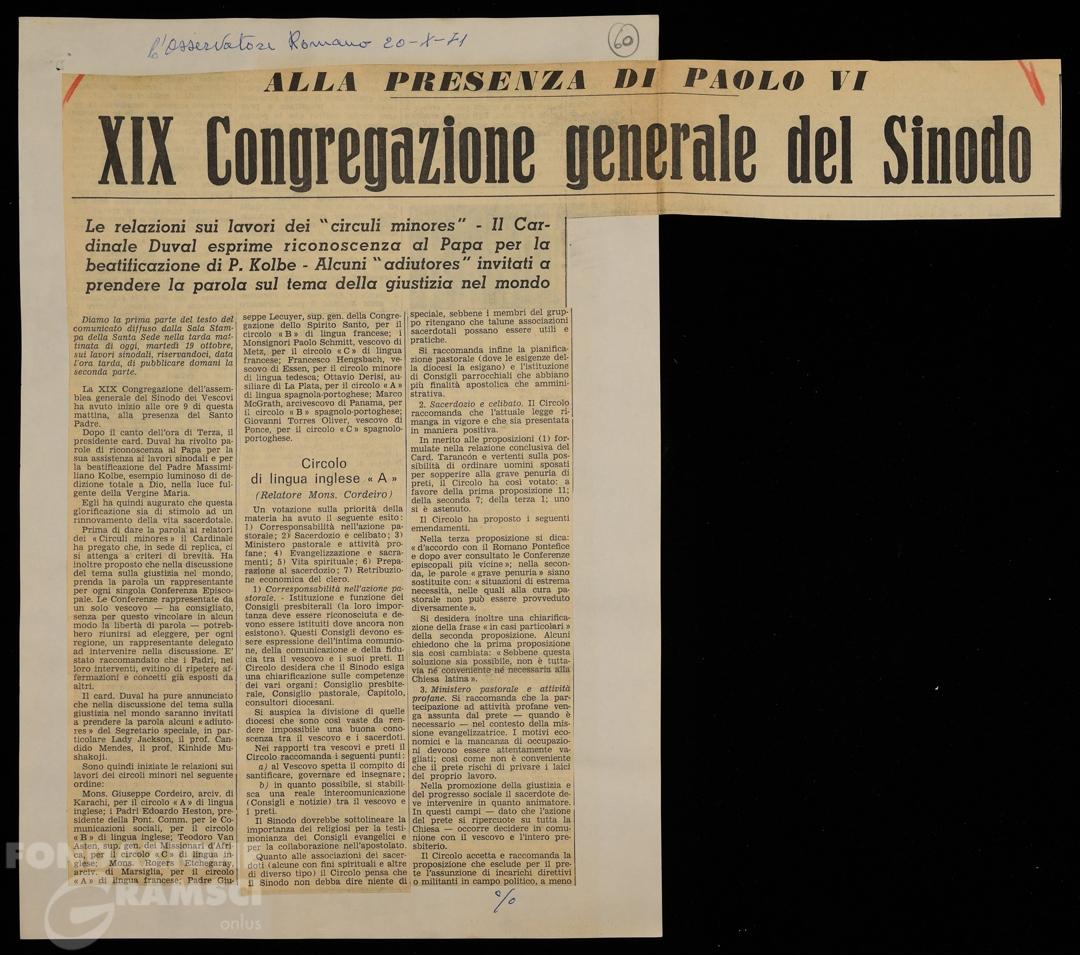 L'Osservatore Romano 20-X-71
60
ALLA PRESENZA DI PAOLO VI
XIX Congregazione generale del Sinodo
Le relazioni sui lavori dei "circuli minores" - Il Car-
dinale Duval esprime riconoscenza al Papa per la
beatificazione di P. Kolbe - Alcuni "adiutores" invitati a
prendere la parola sul tema della giustizia nel mondo
Diamo la prima parte del testo del
comunicato diffuso dalla Sala Stam-
pa della Santa Sede nella tarda mat-
tinata di oggi, martedì 19 ottobre,
sui lavori sinodali, riservandoci, data
l'ora tarda, di pubblicare domani la
seconda parte.
La XIX Congregazione dell'assem-
blea generale del Sinodo dei Vescovi
ha avuto inizio alle ore 9 di questa
mattina, alla presenza del Santo
Padre.
Dopo il canto dell'ora di Terza, il
presidente card. Duval ha rivolto pa-
role di riconoscenza al Papa per la
sua assistenza ai lavori sinodali e per
la beatificazione del Padre Massimi-
liano Kolbe, esempio luminoso di de-
dizione totale a Dio, nella luce ful-
gente della Vergine Maria.
Egli ha quindi augurato che questa
glorificazione sia di stimolo ad un
rinnovamento della vita sacerdotale.
Prima di dare la parola ai relatori
dei «Circuli minores» il Cardinale
ha pregato che, in sede di replica, ci
si attenga a criteri di brevità. Ha
inoltre proposto che nella discussione
del tema sulla giustizia nel mondo,
prenda la parola un rappresentante
per ogni singola Conferenza Episco-
pale. Le Conferenze rappresentate da
un solo vescovo — ha consigliato,
senza per questo vincolare in alcun
modo la libertà di parola — potreb-
bero riunirsi ad eleggere, per ogni
regione, un rappresentante delegato
ad intervenire nella discussione. E'
stato raccomandato che i Padri, nei
loro interventi, evitino di ripetere af-
fermazioni e concetti già esposti da
altri.
Il card. Duval ha pure annunciato
che nella discussione del tema sulla
giustizia nel mondo saranno invitati
a prendere la parola alcuni «adiuto-
res» del Segretario speciale, in par-
ticolare Lady Jackson, il prof. Can-
dido Mendes, il prof. Kinhide Mu-
shakoji.
Sono quindi iniziate le relazioni sui
lavori dei circoli minori nel seguente
ordine:
Mons. Giuseppe Cordeiro, arciv. di
Karachi, per il circolo «A» di lingua
inglese; i Padri Edoardo Heston, pre-
sidente della Pont. Comm. per le Co-
municazioni sociali, per il circolo
«B» di lingua inglese; Teodoro Van
Asten, sup. gen. dei Missionari d'Afri-
ca, per il circolo «C» di lingua in-
glese; Mons. Rogers Etchegaray,
arciv. di Marsiglia, per il circolo
«A» di lingua francese; Padre Giu-
seppe Lecuyer, sup. gen. della Congre-
gazione dello Spirito Santo, per il
circolo «B» di lingua francese; i
Monsignori Paolo Schmitt, vescovo di
Metz, per il circolo «C» di lingua
francese; Francesco Hengsbach, ve-
scovo di Essen, per il circolo minore
di lingua tedesca; Ottavio Derisi, au-
siliare di La Plata, per il circolo «A»
di lingua spagnola-portoghese; Marco
McGrath, arcivescovo di Panama, per
il circolo «B» spagnolo-portoghese;
Giovanni Torres Oliver, vescovo di
Ponce, per il circolo «C» spagnolo-
portoghese.
Circolo
di lingua inglese «A»
(Relatore Mons. Cordeiro)
Un votazione sulla priorità della
materia ha avuto il seguente esito:
1) Corresponsabilità nell'azione pa-
storale; 2) Sacerdozio e celibato; 3)
Ministero pastorale e attività pro-
fane; 4) Evangelizzazione e sacra-
menti; 5) Vita spirituale; 6) Prepa-
razione al sacerdozio; 7) Retribuzio-
ne economica del clero.
1) Corresponsabilità nell'azione pa-
storale. - Istituzione e funzione dei
Consigli presbiterali (la loro impor-
tanza deve essere riconosciuta e de-
vono essere istituiti dove ancora non
esistono). Questi Consigli devono es-
sere espressione dell'intima comunio-
ne, della comunicazione e della fidu-
cia tra il vescovo e i suoi preti. Il
Circolo desidera che il Sinodo esiga
una chiarificazione sulle competenze
dei vari organi: Consiglio presbite-
rale, Consiglio pastorale, Capitolo,
consultori diocesani.
Si auspica la divisione di quelle
diocesi che sono così vaste da ren-
dere impossibile una buona cono-
scenza tra il vescovo e i sacerdoti.
Nei rapporti tra vescovi e preti il
Circolo raccomanda i seguenti punti:
a) al Vescovo spetta il compito di
santificare, governare ed insegnare;
b) in quanto possibile, si stabilis-
sca una reale intercomunicazione
(Consigli e notizie) tra il vescovo e
i preti.
Il Sinodo dovrebbe sottolineare la
importanza dei religiosi per la testi-
monianza dei Consigli evangelici e
per la collaborazione nell'apostolato.
Quanto alle associazioni dei sacer-
doti (alcune con fini spirituali e altre
di diverso tipo) il Circolo pensa che
il Sinodo non debba dire niente di
speciale, sebbene i membri del grup-
po ritengano che talune associazioni
sacerdotali possano essere utili e
pratiche.
Si raccomanda infine la pianifica-
zione pastorale (dove le esigenze del-
la diocesi la esigano) e l'istituzione
di Consigli parrocchiali che abbiano
più finalità apostolica che ammini-
strativa.
2. Sacerdozio e celibato. Il Circolo
raccomanda che l'attuale legge ri-
manga in vigore e che sia presentata
in maniera positiva.
In merito alle proposizioni (1) for-
mulate nella relazione conclusiva del
Card. Tarancón e vertenti sulla pos-
sibilità di ordinare uomini sposati
per sopperire alla grave penuria di
preti, il Circolo ha così votato: a
favore della prima proposizione 11;
della seconda 7; della terza 1; uno
si è astenuto.
Il Circolo ha proposto i seguenti
emendamenti.
Nella terza proposizione si dica:
«d'accordo con il Romano Pontefice
e dopo aver consultato le Conferenze
episcopali più vicine»; nella secon-
da, le parole «grave penuria» siano
sostituite con: «situazioni di estrema
necessità, nelle quali alla cura pa-
storale non può essere provveduto
diversamente».
Si desidera inoltre una chiarifica-
zione della frase «in casi particolari»
della seconda proposizione. Alcuni
chiedono che la prima proposizione
sia così cambiata: «Sebbene questa
soluzione sia possibile, non è tutta-
via né conveniente né necessaria alla
Chiesa latina».
3. Ministero pastorale e attività
profane. Si raccomanda che la par-
tecipazione ad attività profane ven-
ga assunta dal prete — quando è
necessario — nel contesto della mis-
sione evangelizzatrice. I motivi eco-
nomici e la mancanza di occupazio-
ni devono essere attentamente va-
gliati; così come non è conveniente
che il prete rischi di privare i laici
del proprio lavoro.
Nella promozione della giustizia e
del progresso sociale il sacerdote de-
ve intervenire in quanto animatore.
In questi campi — dato che l'azione
del prete si ripercuote su tutta la
Chiesa — occorre decidere in comu-
nione con il vescovo e l'intero pre-
sbiterio.
Il Circolo accetta e raccomanda la
proposizione che esclude per il pre-
te l'assunzione di incarichi direttivi
o militanti in campo politico, a meno
%
FONDAZIONE
GRAMSCI
onlus